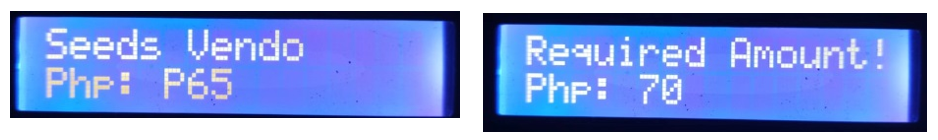 Seeds Vendo
Php: P65
Required Amount!
Php: 70